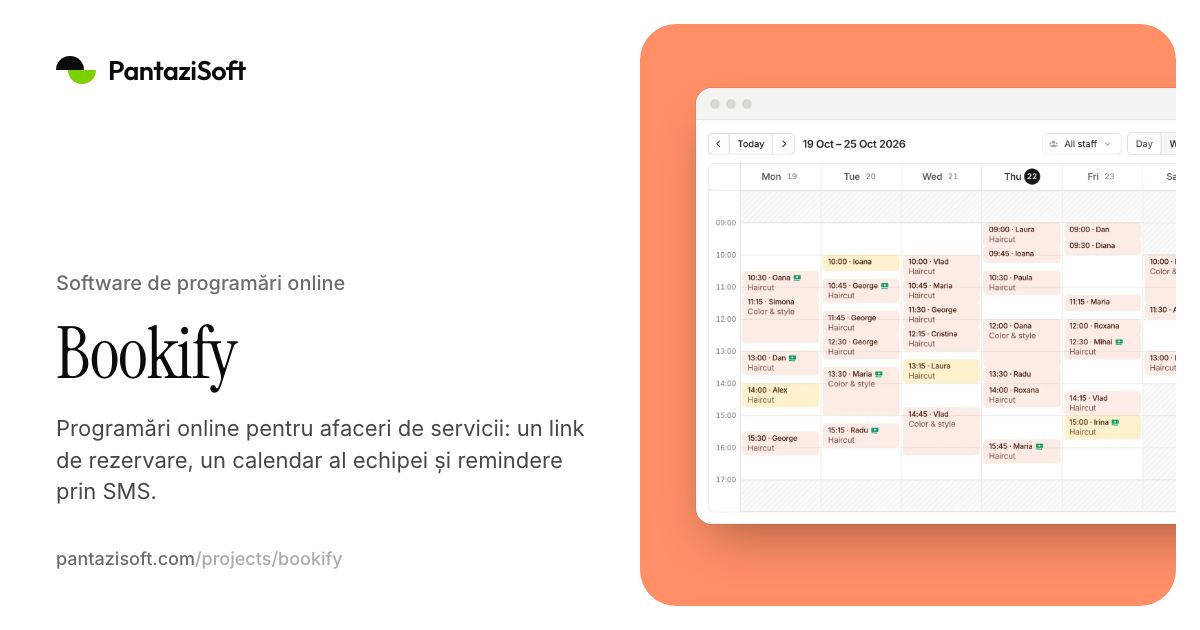 PantaziSoft
Software de programări online
Bookify
Programări online pentru afaceri de servicii: un link
de rezervare, un calendar al echipei și remindere
prin SMS.
pantazisoft.com/projects/bookify
Today
19 Oct – 25 Oct 2026
All staff
Day
Mon 19
Tue 20
Wed 21
Thu 22
Fri 23
09:00
10:00
11:00
12:00
13:00
14:00
15:00
16:00
17:00
10:30 · Oana
Haircut
11:15 · Simona
Color & style
13:00 · Dan
Haircut
14:00 · Alex
Haircut
15:30 · George
Haircut
10:00 · Ioana
10:45 · George
Haircut
11:45 · George
Haircut
12:30 · George
Haircut
13:30 · Maria
Color & style
15:15 · Radu
Haircut
10:00 · Vlad
Haircut
10:45 · Maria
Haircut
11:30 · George
Haircut
12:15 · Cristina
Haircut
13:15 · Laura
Haircut
14:45 · Vlad
Haircut
09:00 · Laura
Haircut
09:45 · Ioana
10:30 · Paula
Haircut
12:00 · Oana
Color & style
13:30 · Radu
14:00 · Roxana
Haircut
15:45 · Maria
Haircut
09:00 · Dan
09:30 · Diana
11:15 · Maria
12:00 · Roxana
12:30 · Mihai
Haircut
14:15 · Vlad
Haircut
15:00 · Irina
Haircut
10:00 ·
Color &
11:30 · A
13:00 ·
Haircut